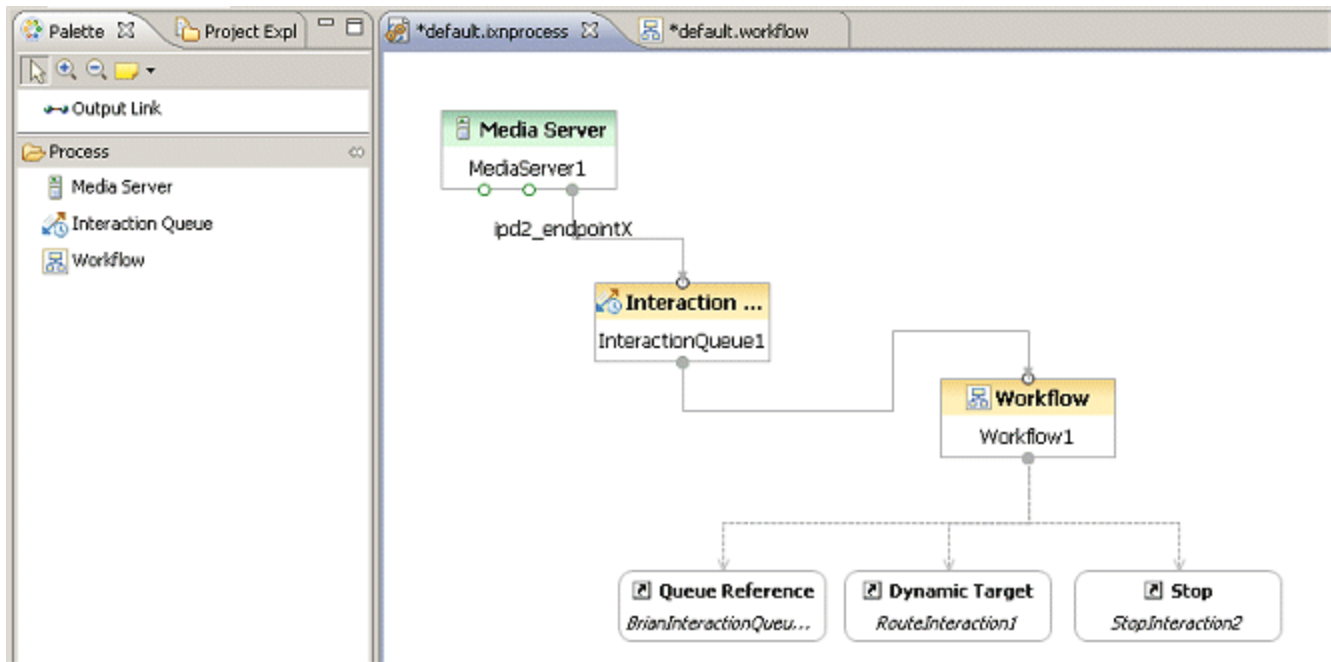 Palette
Project Expl
*default.ixnprocess
*default.workflow
Output Link
Process
Media Server
Interaction Queue
Workflow
Media Server
MediaServer1
ipd2_endpointX
Interaction ...
InteractionQueue1
Workflow
Workflow1
Queue Reference
BrianInteractionQueu...
Dynamic Target
RouteInteraction1
Stop
StopInteraction2